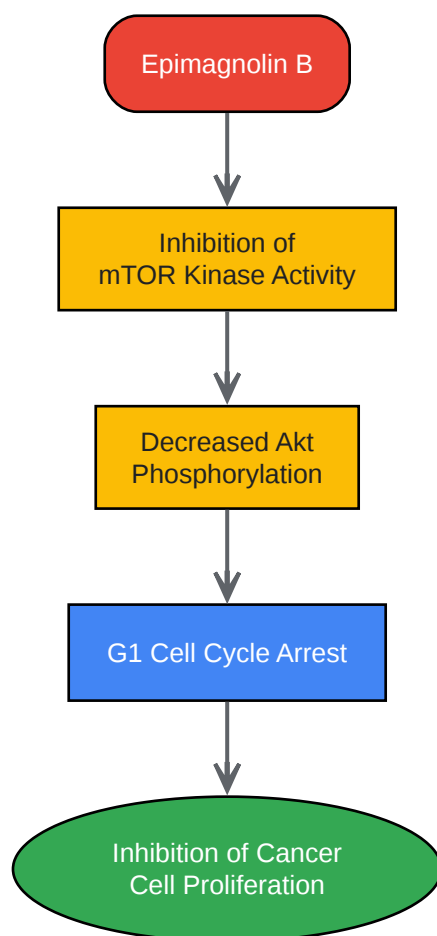 Epimagnolin B
Inhibition of
mTOR Kinase Activity
Decreased Akt
Phosphorylation
G1 Cell Cycle Arrest
Inhibition of Cancer
Cell Proliferation